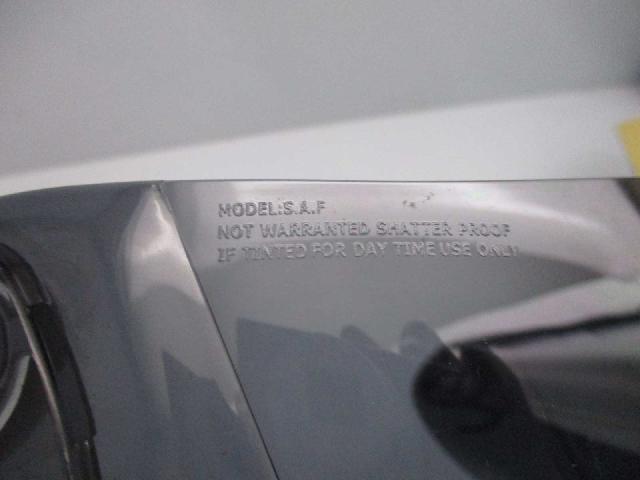 MODEL:S.A.F
NOT WARRANTED SHATTER PROOF
IF TINTED FOR DAY TIME USE ONLY